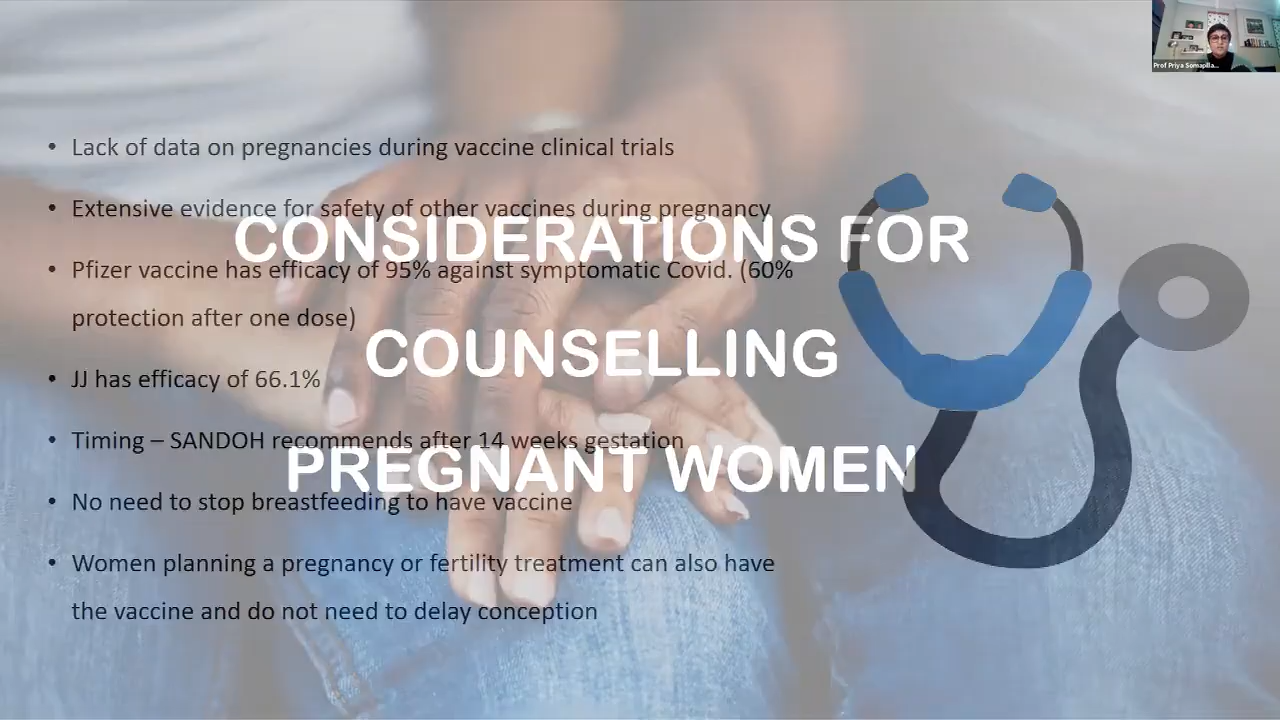 Prof Priya Somapilla...
• Lack of data on pregnancies during vaccine clinical trials
• Extensive evidence for safety of other vaccines during pregnancy
CONSIDERATIONS FOR
• Pfizer vaccine has efficacy of 95% against symptomatic Covid. (60%
protection after one dose)
COUNSELLING
• JJ has efficacy of 66.1%
• Timing – SANDOH recommends after 14 weeks gestation
PREGNANT WOMEN
• No need to stop breastfeeding to have vaccine
• Women planning a pregnancy or fertility treatment can also have
the vaccine and do not need to delay conception